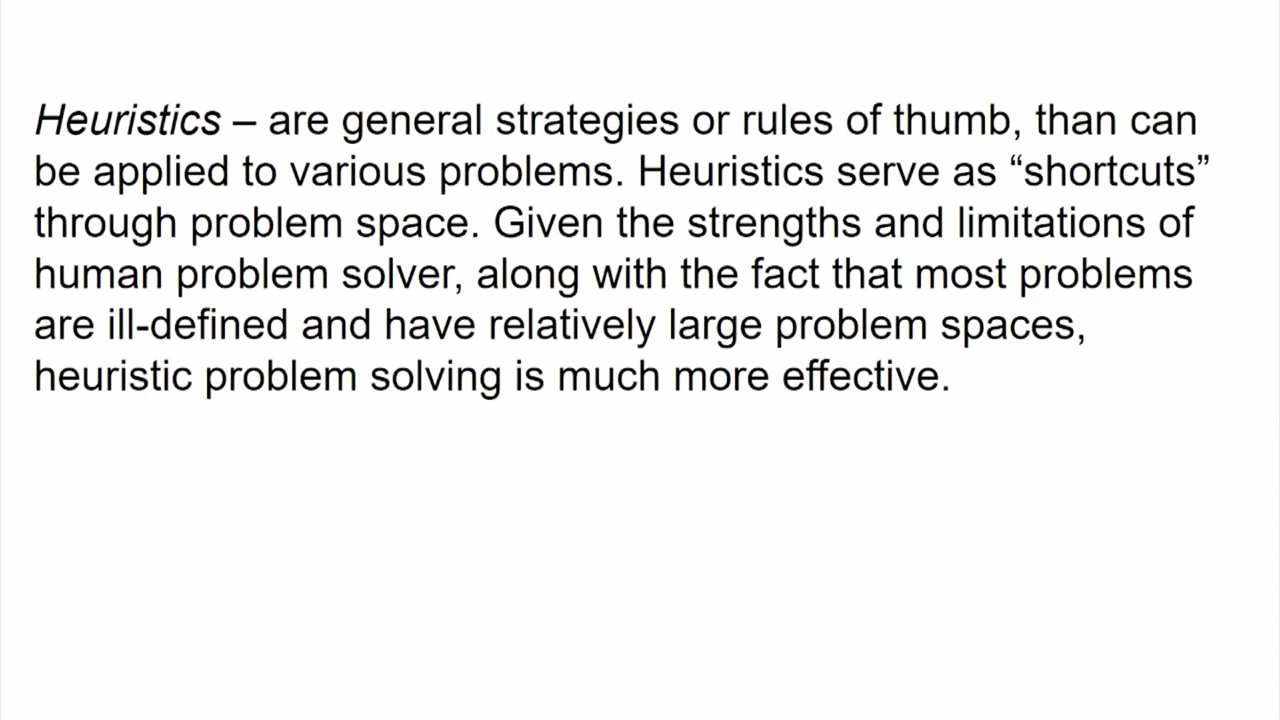 Heuristics – are general strategies or rules of thumb, than can
be applied to various problems. Heuristics serve as “shortcuts”
through problem space. Given the strengths and limitations of
human problem solver, along with the fact that most problems
are ill-defined and have relatively large problem spaces,
heuristic problem solving is much more effective.